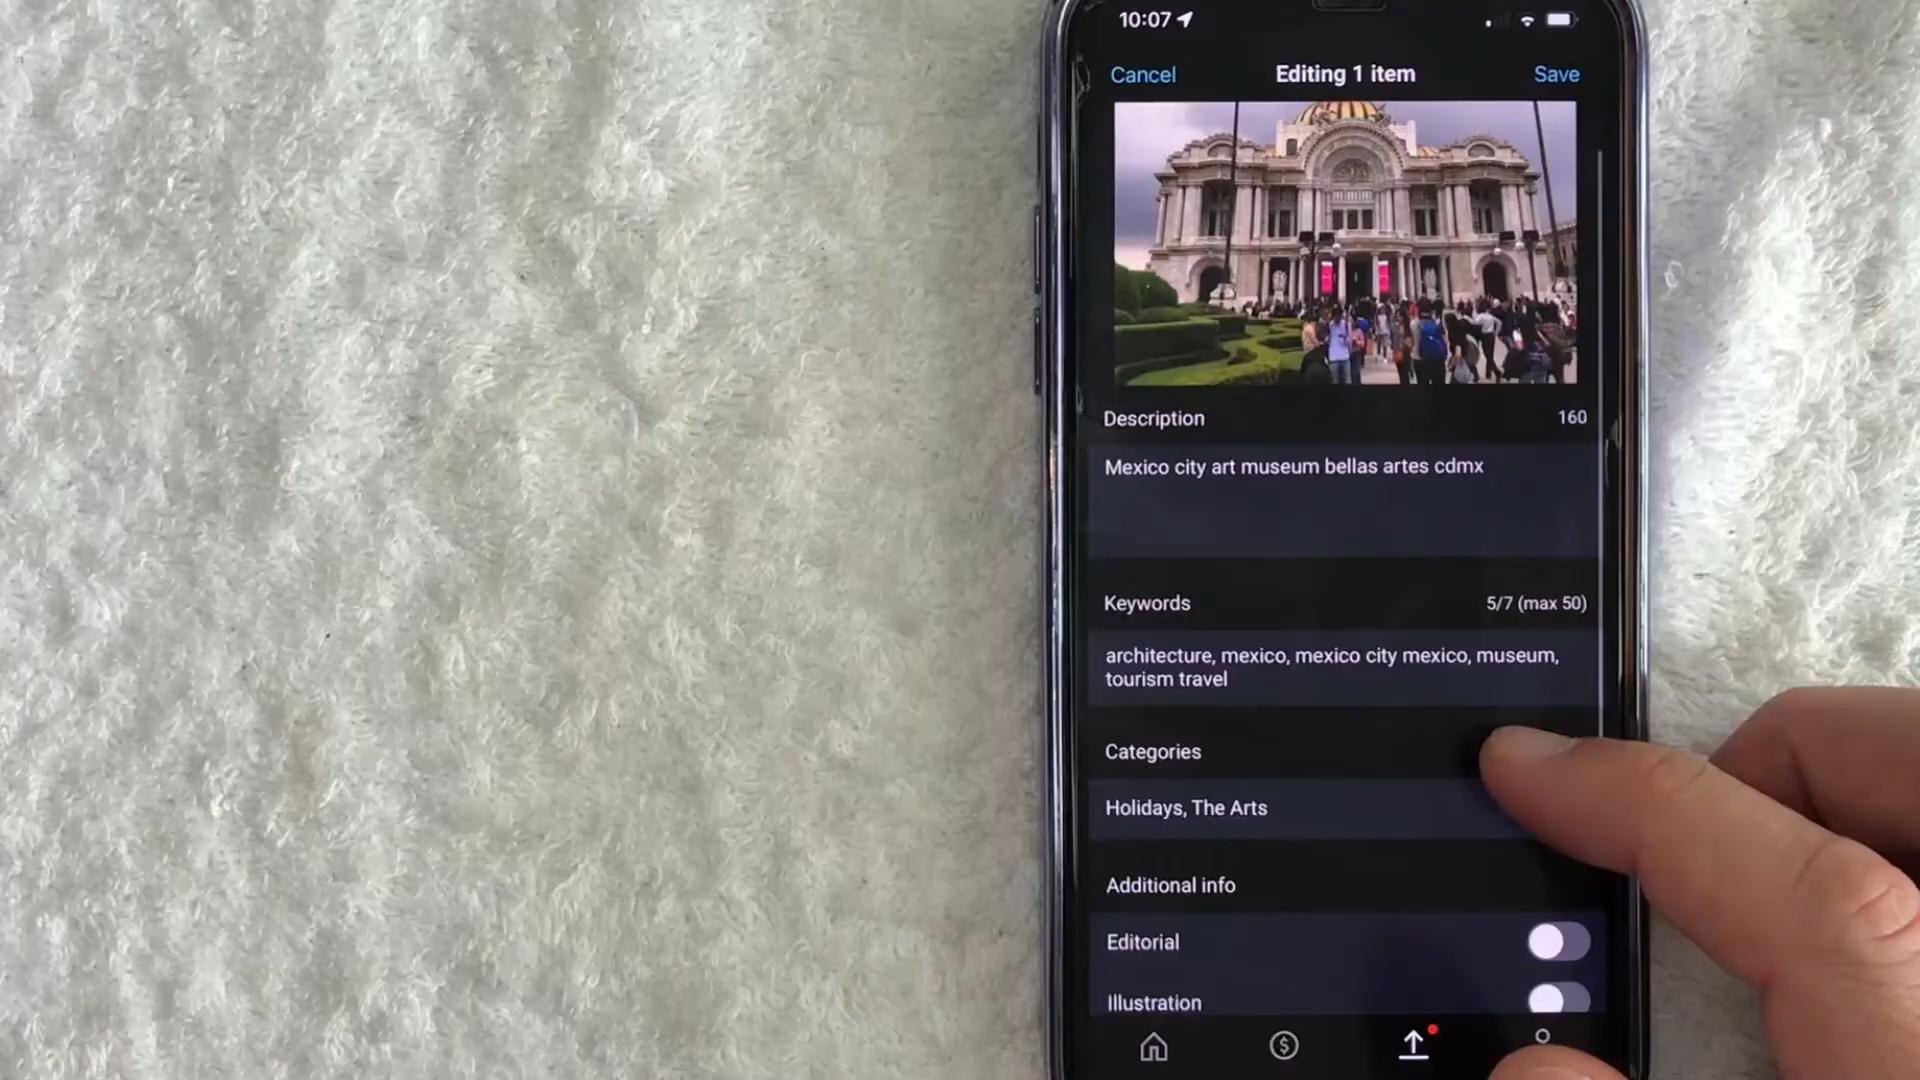 10:07
Cancel
Editing 1 item
Save
Description
160
Mexico city art museum bellas artes cdmx
Keywords
5/7 (max 50)
architecture, mexico, mexico city mexico, museum,
tourism travel
Categories
Holidays, The Arts
Additional info
Editorial
Illustration